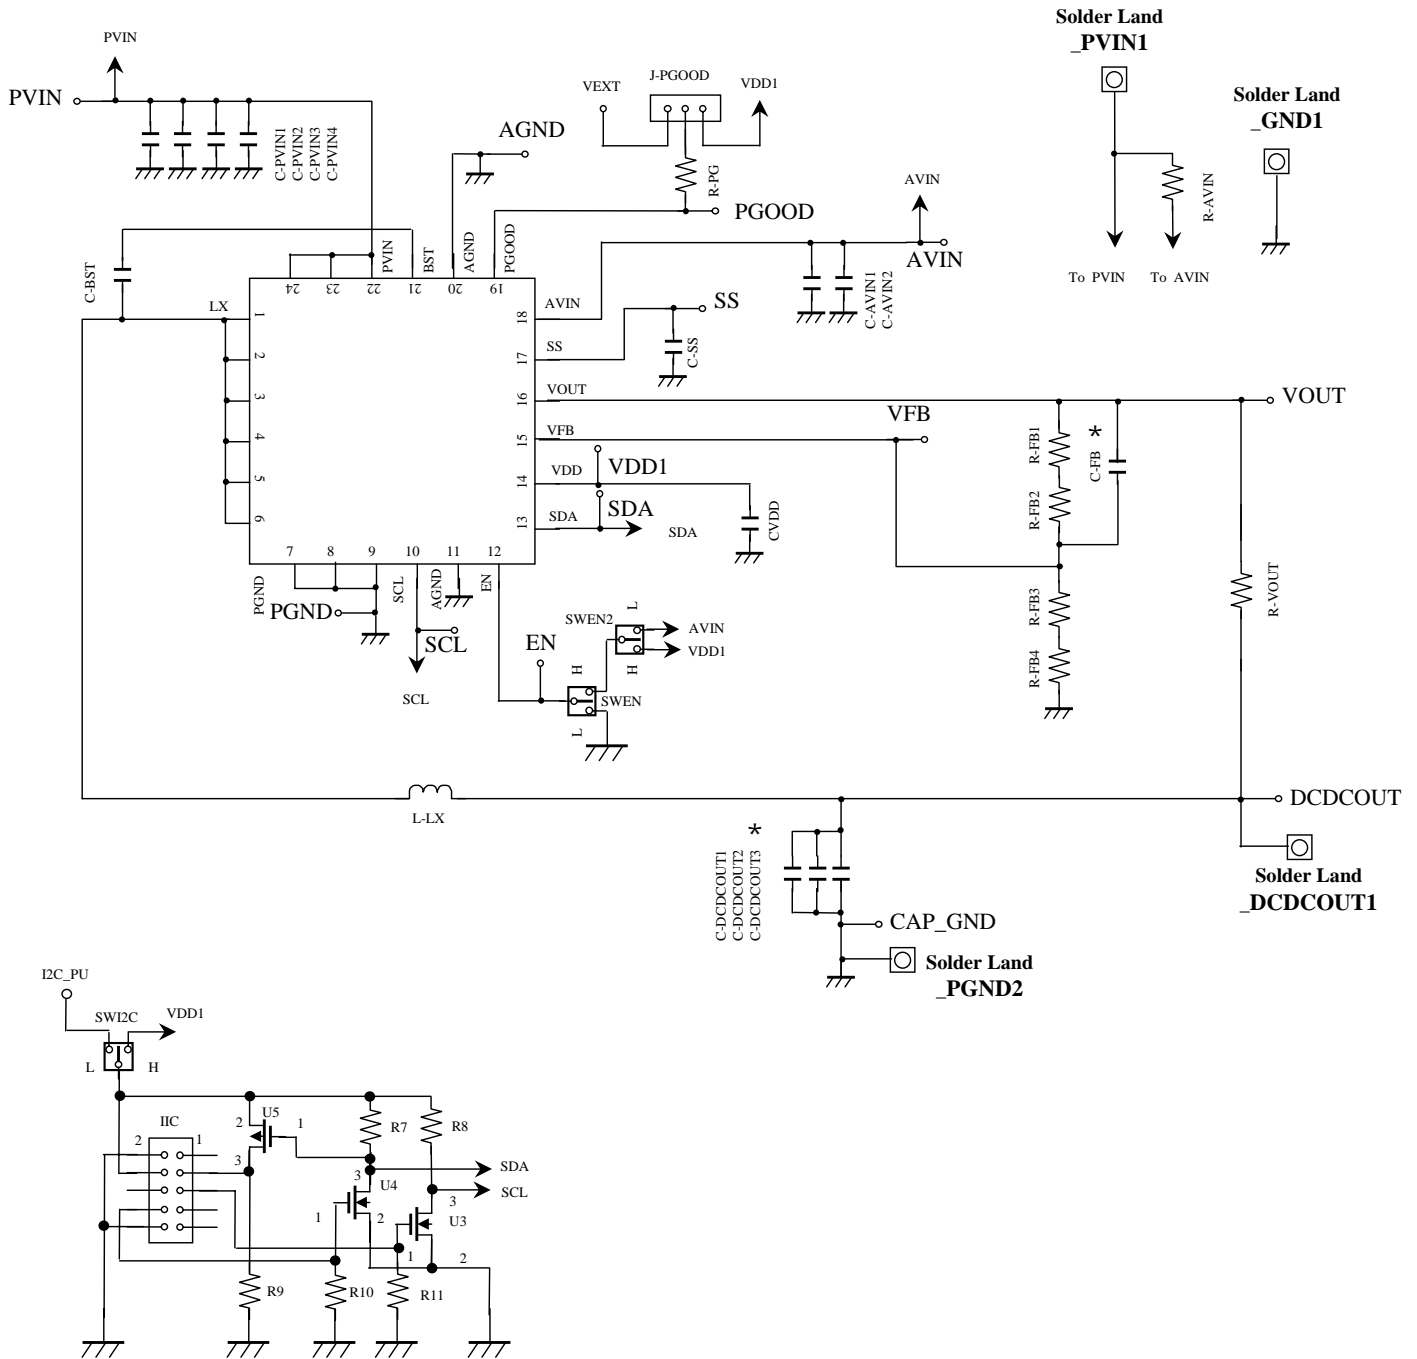 Solder Land
_PVIN1
PVIN
PVIN
C-PVIN1
C-PVIN2
C-PVIN3
C-PVIN4
AGND
VEXT
J-PGOOD
VDD1
R-PG
PGOOD
Solder Land
_GND1
R-AVIN
To PVIN
To AVIN
AVIN
AVIN
C-AVIN1
C-AVIN2
C-BST
PVIN
BST
AGND
PGOOD
24
23
22
21
20
19
LX
1
2
3
4
5
6
AVIN
18
SS
17
VOUT
16
VFB
15
VDD
14
SDA
13
SS
C-SS
VFB
VOUT
VDD1
SDA
SDA
CVDD
R-FB1
R-FB2
*
C-FB
R-FB3
R-FB4
R-VOUT
7
8
9
10
11
12
PGND
SCL
AGND
EN
PGND
SCL
SCL
EN
SWEN2
L
H
AVIN
VDD1
H
SWEN
L
L-LX
DCDCOUT
Solder Land
_DCDCOUT1
*
C-DCDCOUT1
C-DCDCOUT2
C-DCDCOUT3
CAP_GND
Solder Land
_PGND2
I2C_PU
SWI2C
VDD1
L
H
IIC
2
1
U5
2
1
3
R7
R8
SDA
SCL
3
U4
1
2
3
U3
1
2
R9
R10
R11